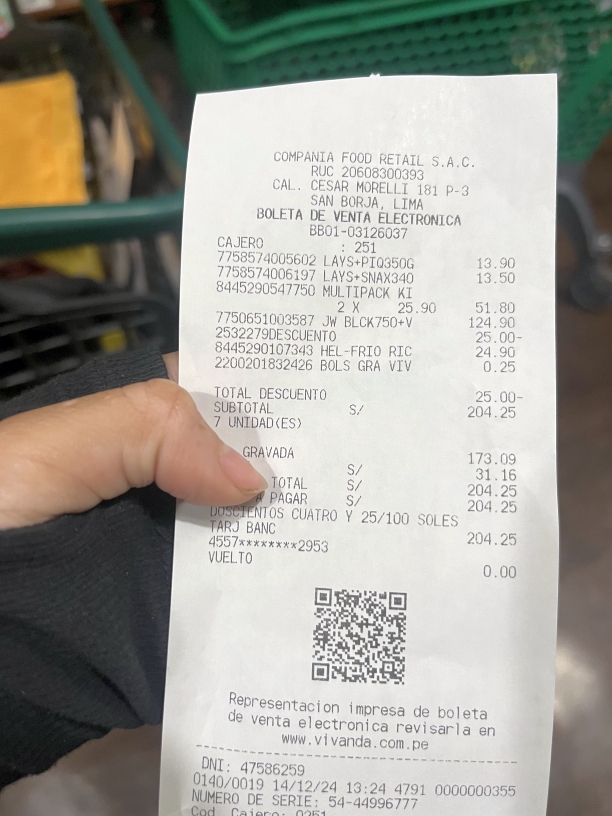 COMPANIA FOOD RETAIL S.A.C.
RUC 20608300393
CAL. CESAR MORELLI 181 P-3
SAN BORJA, LIMA
BOLETA DE VENTA ELECTRONICA
BB01-03126037
CAJERO : 251
7758574005602 LAYS+PIQ350G 13.90
7758574006197 LAYS+SNAX340 13.50
8445290547750 MULTIPACK KI
2 X 25.90 51.80
7750651003587 JW BLCK750+V 124.90
2532279DESCUENTO 25.00-
8445290107343 HEL-FRIO RIC 24.90
2200201832426 BOLS GRA VIV 0.25
TOTAL DESCUENTO 25.00-
SUBTOTAL S/ 204.25
7 UNIDAD(ES)
GRAVADA 173.09
S/ 31.16
TOTAL S/ 204.25
A PAGAR S/ 204.25
DOSCIENTOS CUATRO Y 25/100 SOLES
TARJ BANC 204.25
4557********2953
VUELTO 0.00
Representacion impresa de boleta
de venta electronica revisarla en
www.vivanda.com.pe
DNI: 47586259
0140/0019 14/12/24 13:24 4791 0000000355
NUMERO DE SERIE: 54-44996777
Cod. Cajero: 0251